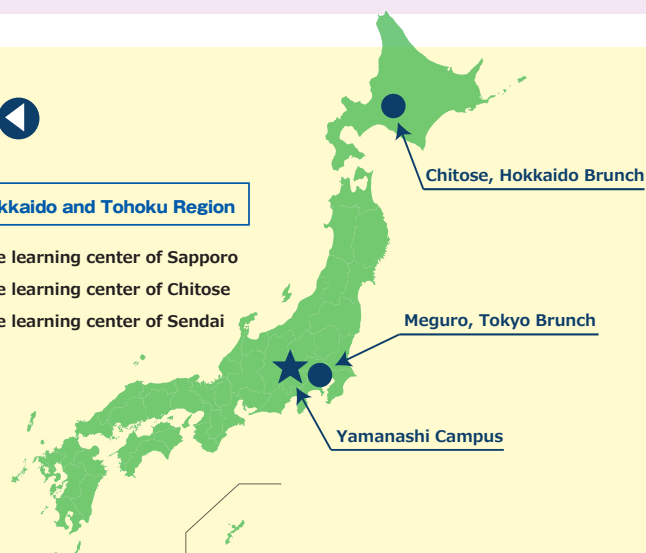 Chitose, Hokkaido Brunch
kkaido and Tohoku Region
e learning center of Sapporo
e learning center of Chitose
e learning center of Sendai
Meguro, Tokyo Brunch
Yamanashi Campus